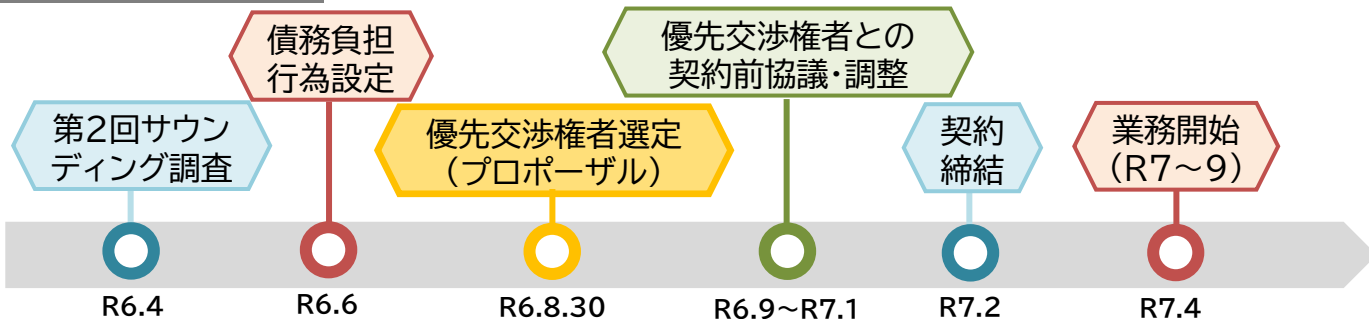 第2回サウン
ディング調査
債務負担
行為設定
優先交渉権者選定
(プロポーザル)
優先交渉権者との
契約前協議・調整
契約
締結
業務開始
(R7～9)
R6.4
R6.6
R6.8.30
R6.9～R7.1
R7.2
R7.4